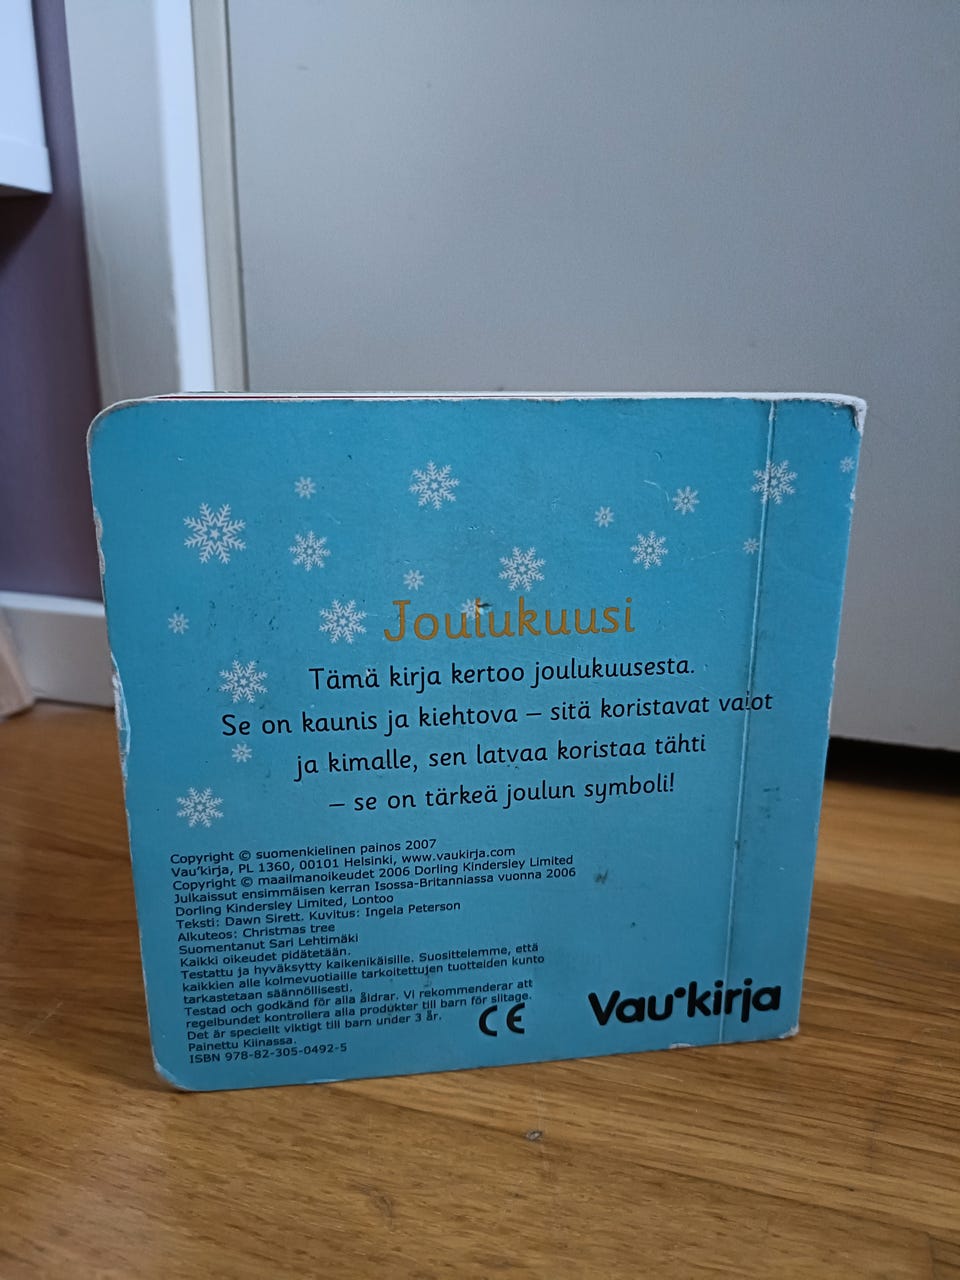 Joulukuusi
Tämä kirja kertoo joulukuusesta.
Se on kaunis ja kiehtova – sitä koristavat valot
ja kimalle, sen latvaa koristaa tähti
– se on tärkeä joulun symboli!
Copyright © suomenkielinen painos 2007
Vau'kirja, PL 1360, 00101 Helsinki, www.vaukirja.com
Copyright © maailmanoikeudet 2006 Dorling Kindersley Limited
Julkaissut ensimmäisen kerran Isossa-Britanniassa vuonna 2006
Dorling Kindersley Limited, Lontoo
Teksti: Dawn Sirett. Kuvitus: Ingela Peterson
Alkuteos: Christmas tree
Suomentanut Sari Lehtimäki
Kaikki oikeudet pidätetään.
Testattu ja hyväksytty kaikenikäisille. Suosittelemme, että
kaikkien alle kolmevuotiaille tarkoitettujen tuotteiden kunto
tarkastetaan säännöllisesti.
Testad och godkänd för alla åldrar. Vi rekommenderar att
regelbundet kontrollera alla produkter till barn för slitage.
Det är speciellt viktigt till barn under 3 år.
Painettu Kiinassa.
ISBN 978-82-305-0492-5
CE
Vau'kirja